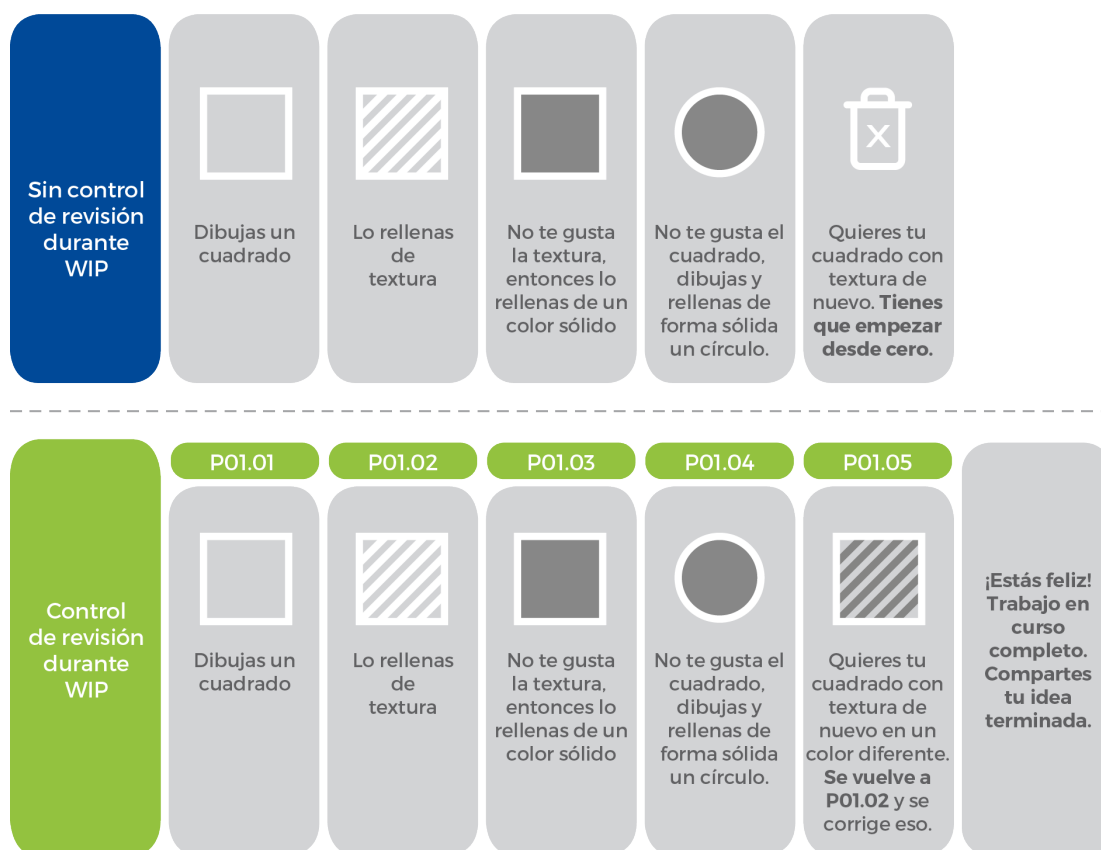 Sin control
de revisión
durante
WIP
Dibujas un
cuadrado
Lo rellenas
de
textura
No te gusta
la textura,
entonces lo
rellenas de un
color sólido
No te gusta el
cuadrado,
dibujas y
rellenas de
forma sólida
un círculo.
X
Quieres tu
cuadrado con
textura de
nuevo. Tienes
que empezar
desde cero.
Control
de revisión
durante
WIP
P01.01
Dibujas un
cuadrado
P01.02
Lo rellenas
de
textura
P01.03
No te gusta
la textura,
entonces lo
rellenas de un
color sólido
P01.04
No te gusta el
cuadrado,
dibujas y
rellenas de
forma sólida
un círculo.
P01.05
Quieres tu
cuadrado con
textura de
nuevo en un
color diferente.
Se vuelve a
P01.02 y se
corrige eso.
¡Estás feliz!
Trabajo en
curso
completo.
Compartes
tu idea
terminada.